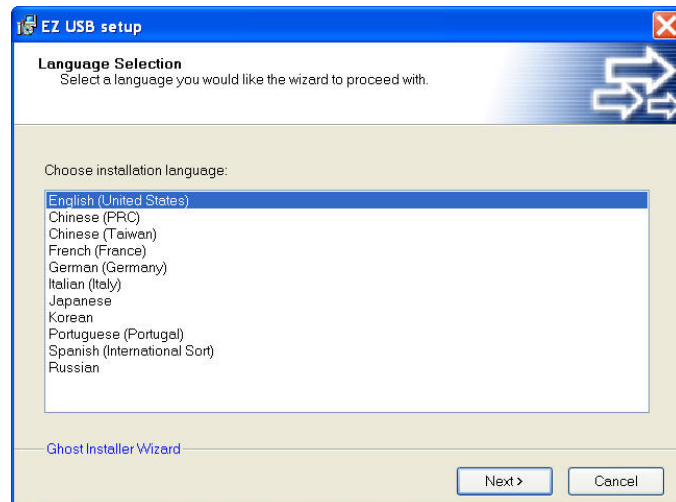 EZ USB setup
Language Selection
Select a language you would like the wizard to proceed with.
Choose installation language:
English (United States)
Chinese (PRC)
Chinese (Taiwan)
French (France)
German (Germany)
Italian (Italy)
Japanese
Korean
Portuguese (Portugal)
Spanish (International Sort)
Russian
Ghost Installer Wizard
Next >
Cancel